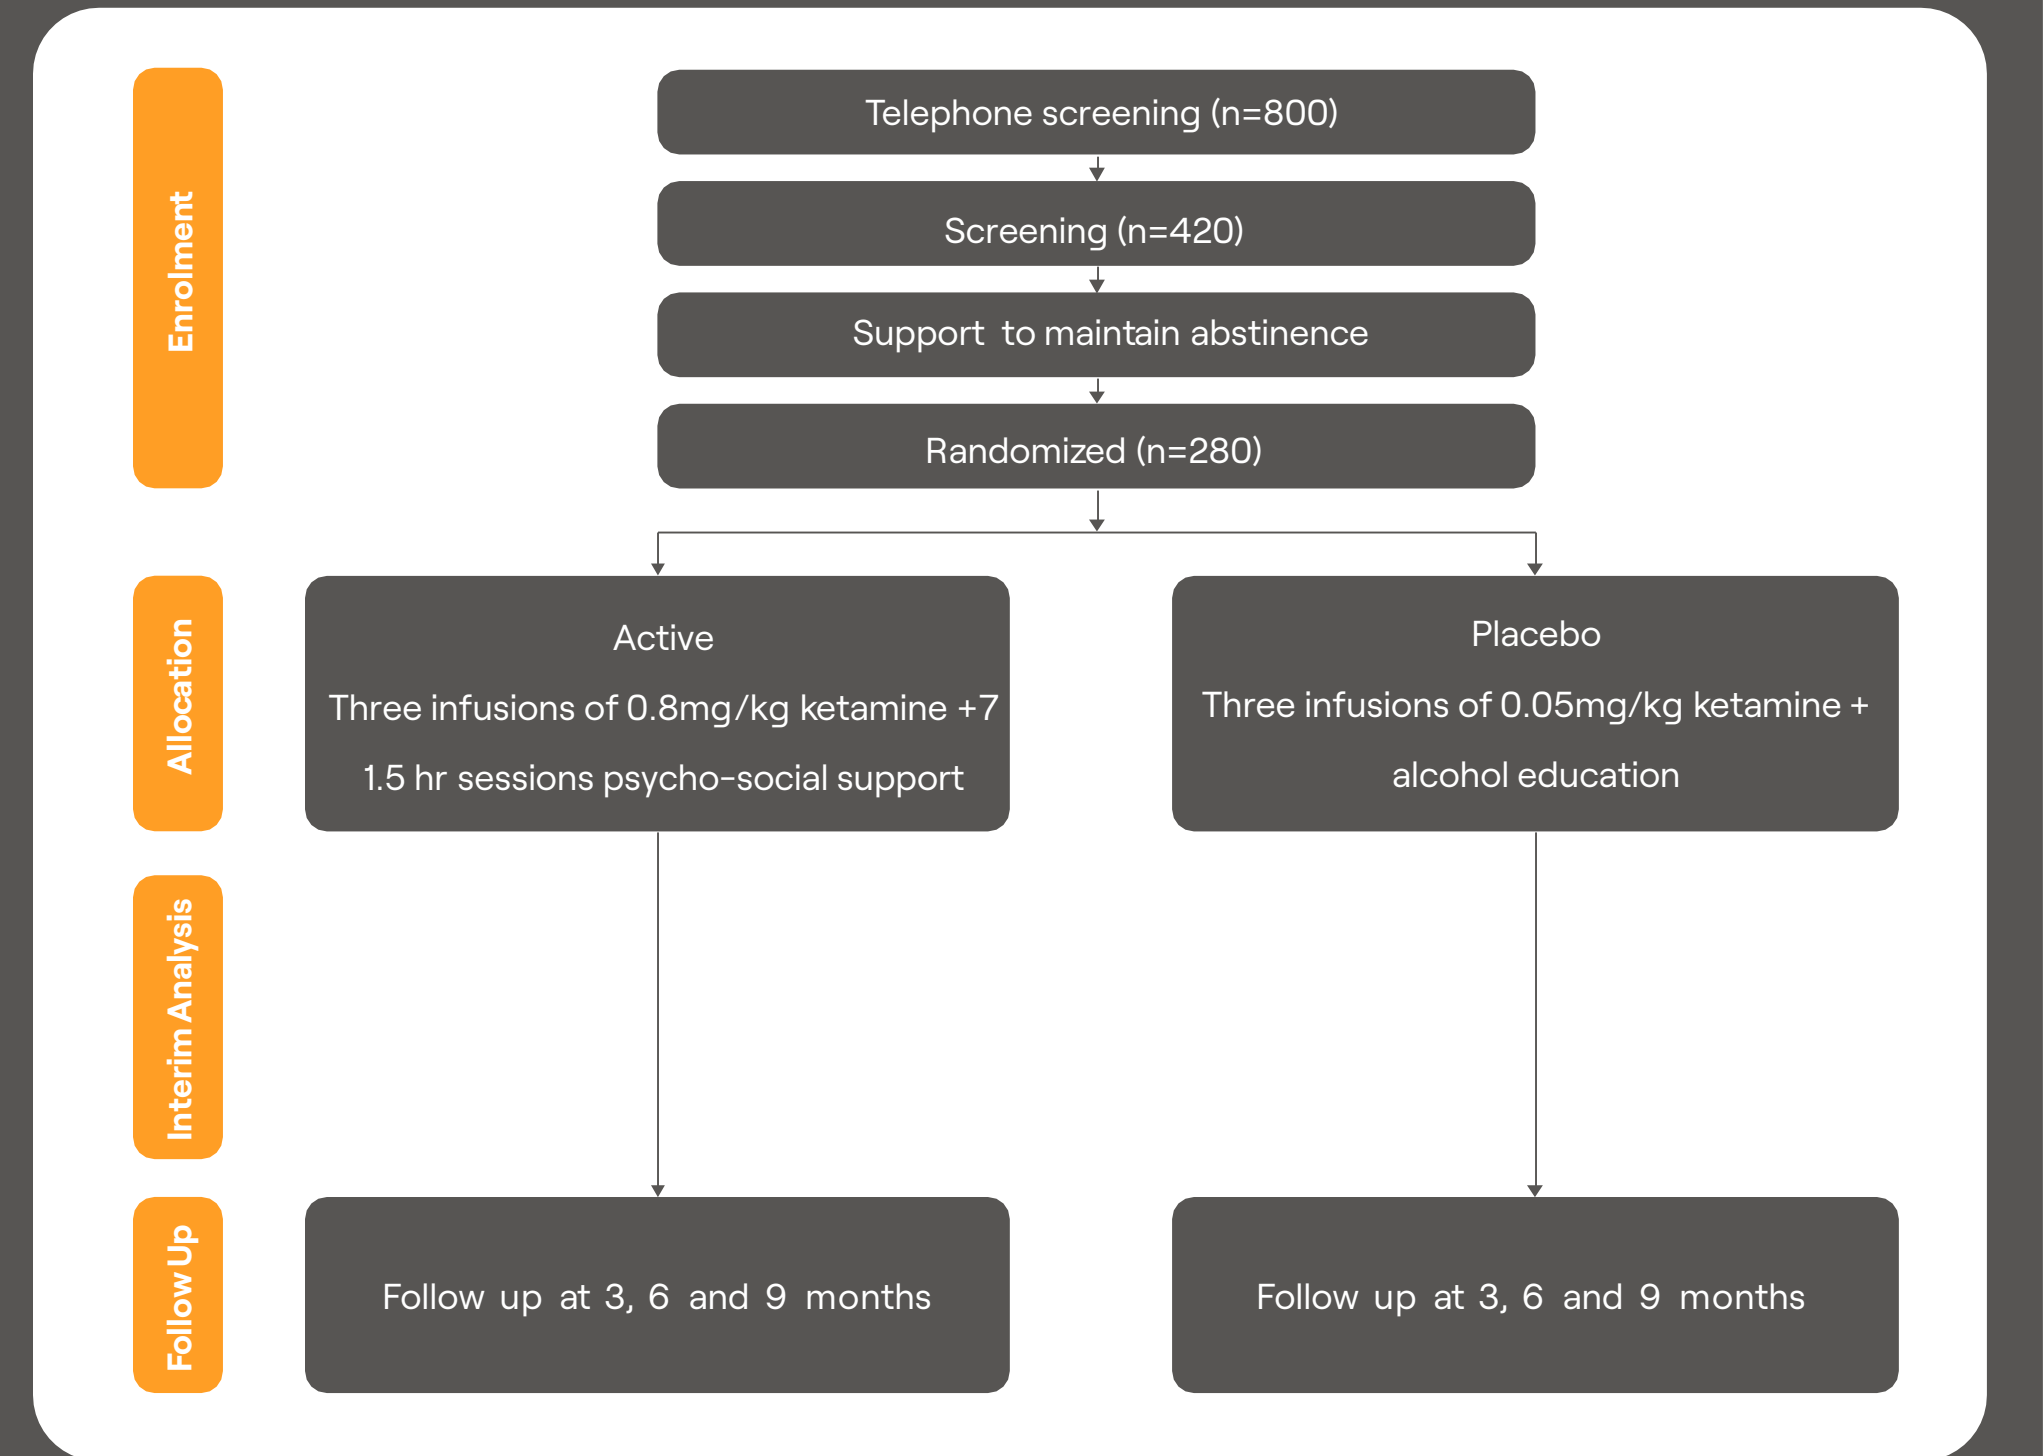 Enrolment
Telephone screening (n=800)
Screening (n=420)
Support to maintain abstinence
Randomized (n=280)
Allocation
Active
Three infusions of 0.8mg/kg ketamine +7
1.5 hr sessions psycho-social support
Placebo
Three infusions of 0.05mg/kg ketamine +
alcohol education
Interim Analysis
Follow Up
Follow up at 3, 6 and 9 months
Follow up at 3, 6 and 9 months